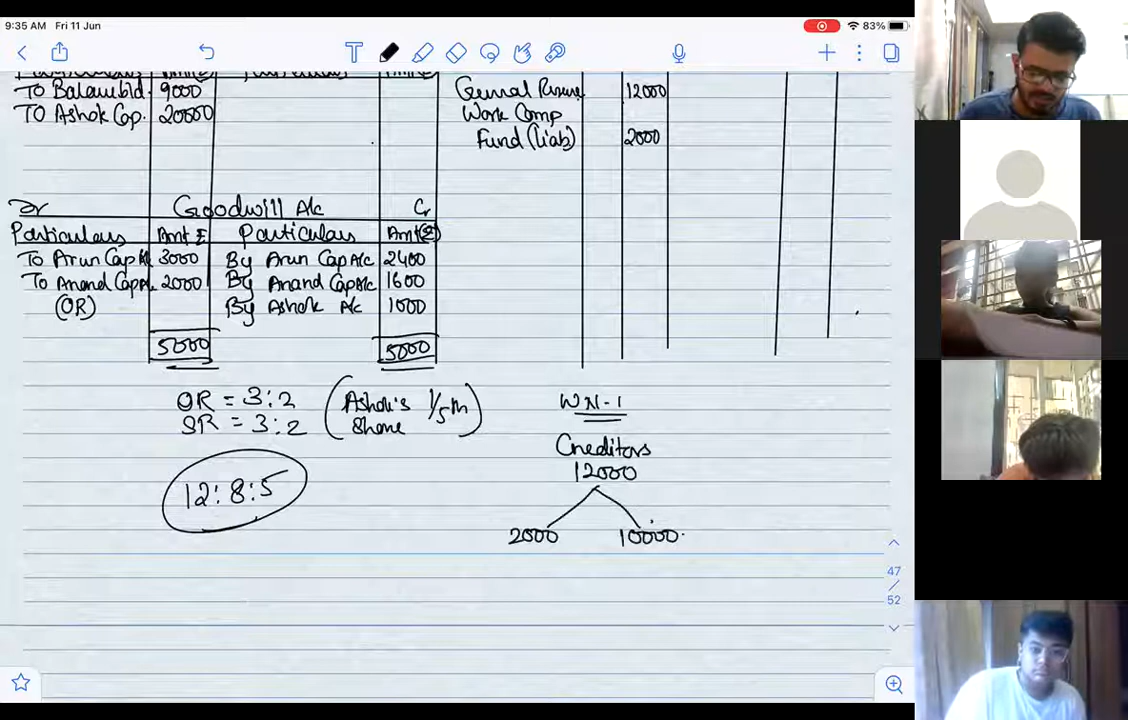 9:35 AM Fri 11 Jun
83%
T
To Balance bld. 9000
TO Ashok Cap. 20000
General Reserve 12000
Work Comp
Fund (liab) 2000
Dr Goodwill A/c Cr
Particulars Amt ₹ Particulars Amt(₹)
To Arun Cap A/c 3000 By Arun Cap A/c 2400
To Anand Cap A/c 2000 By Anand Cap A/c 1600
(OR) By Ashok A/c 1000
5000 5000
OR = 3:2 (Ashok's 1/5th
SR = 3:2 Share)
12:8:5
WN-1
Creditors
12000
2000 10000
47
/
52